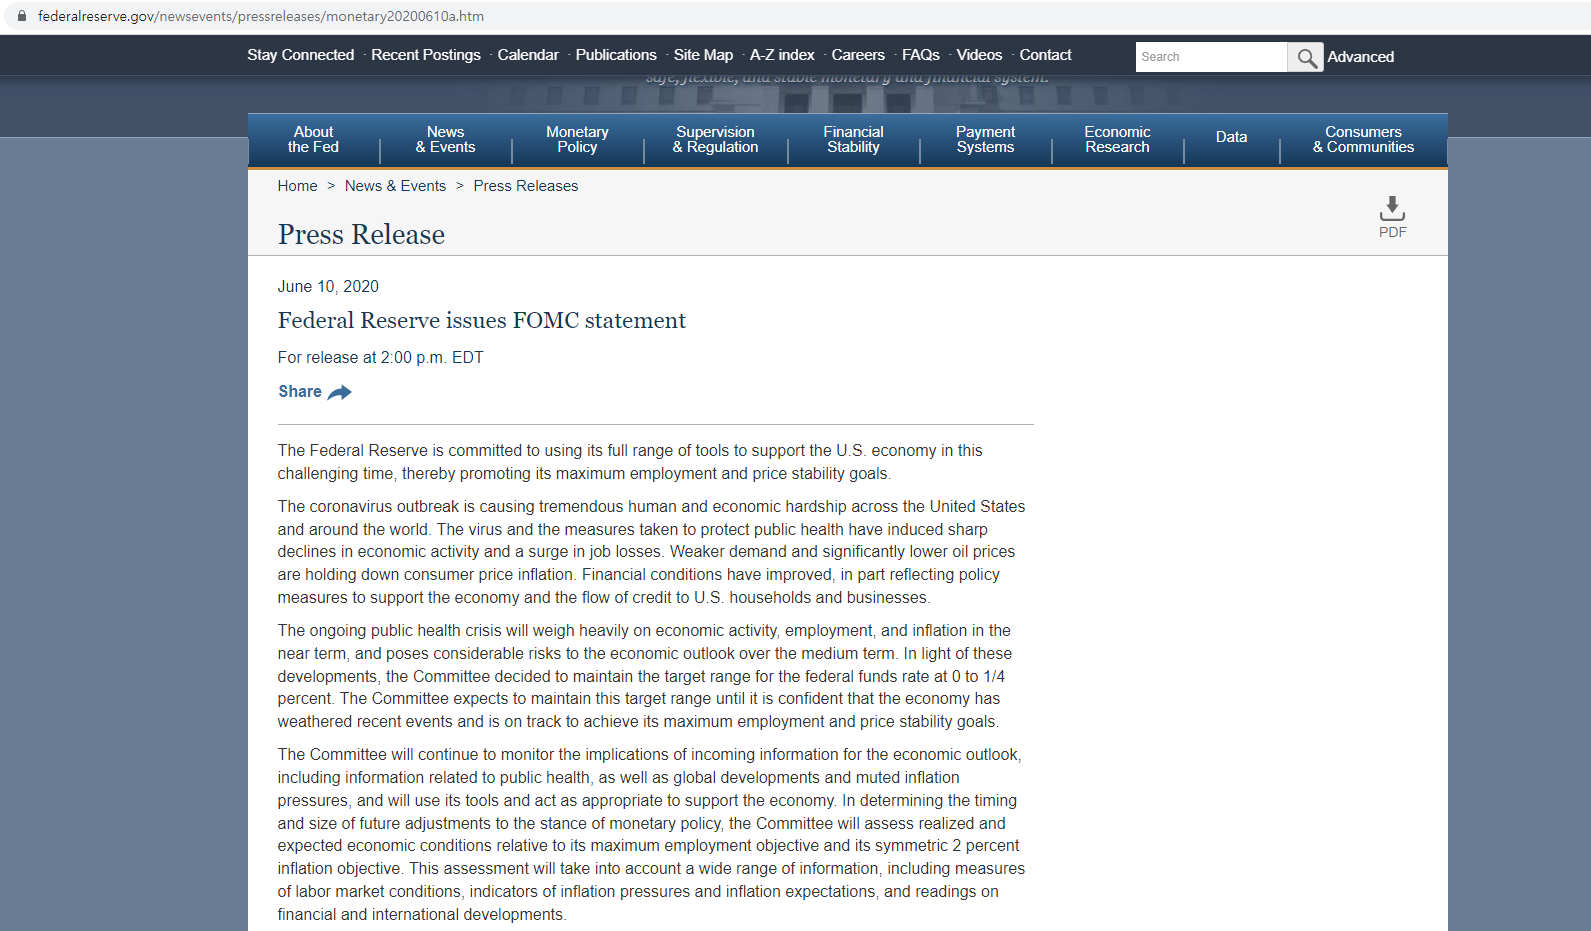 federalreserve.gov/newsevents/pressreleases/monetary20200610a.htm
Stay Connected · Recent Postings · Calendar · Publications · Site Map · A-Z index · Careers · FAQs · Videos · Contact
Search
Advanced
safe, flexible, and stable monetary and financial system.
About
the Fed
News
& Events
Monetary
Policy
Supervision
& Regulation
Financial
Stability
Payment
Systems
Economic
Research
Data
Consumers
& Communities
Home > News & Events > Press Releases
PDF
Press Release
June 10, 2020
Federal Reserve issues FOMC statement
For release at 2:00 p.m. EDT
Share
The Federal Reserve is committed to using its full range of tools to support the U.S. economy in this
challenging time, thereby promoting its maximum employment and price stability goals.
The coronavirus outbreak is causing tremendous human and economic hardship across the United States
and around the world. The virus and the measures taken to protect public health have induced sharp
declines in economic activity and a surge in job losses. Weaker demand and significantly lower oil prices
are holding down consumer price inflation. Financial conditions have improved, in part reflecting policy
measures to support the economy and the flow of credit to U.S. households and businesses.
The ongoing public health crisis will weigh heavily on economic activity, employment, and inflation in the
near term, and poses considerable risks to the economic outlook over the medium term. In light of these
developments, the Committee decided to maintain the target range for the federal funds rate at 0 to 1/4
percent. The Committee expects to maintain this target range until it is confident that the economy has
weathered recent events and is on track to achieve its maximum employment and price stability goals.
The Committee will continue to monitor the implications of incoming information for the economic outlook,
including information related to public health, as well as global developments and muted inflation
pressures, and will use its tools and act as appropriate to support the economy. In determining the timing
and size of future adjustments to the stance of monetary policy, the Committee will assess realized and
expected economic conditions relative to its maximum employment objective and its symmetric 2 percent
inflation objective. This assessment will take into account a wide range of information, including measures
of labor market conditions, indicators of inflation pressures and inflation expectations, and readings on
financial and international developments.